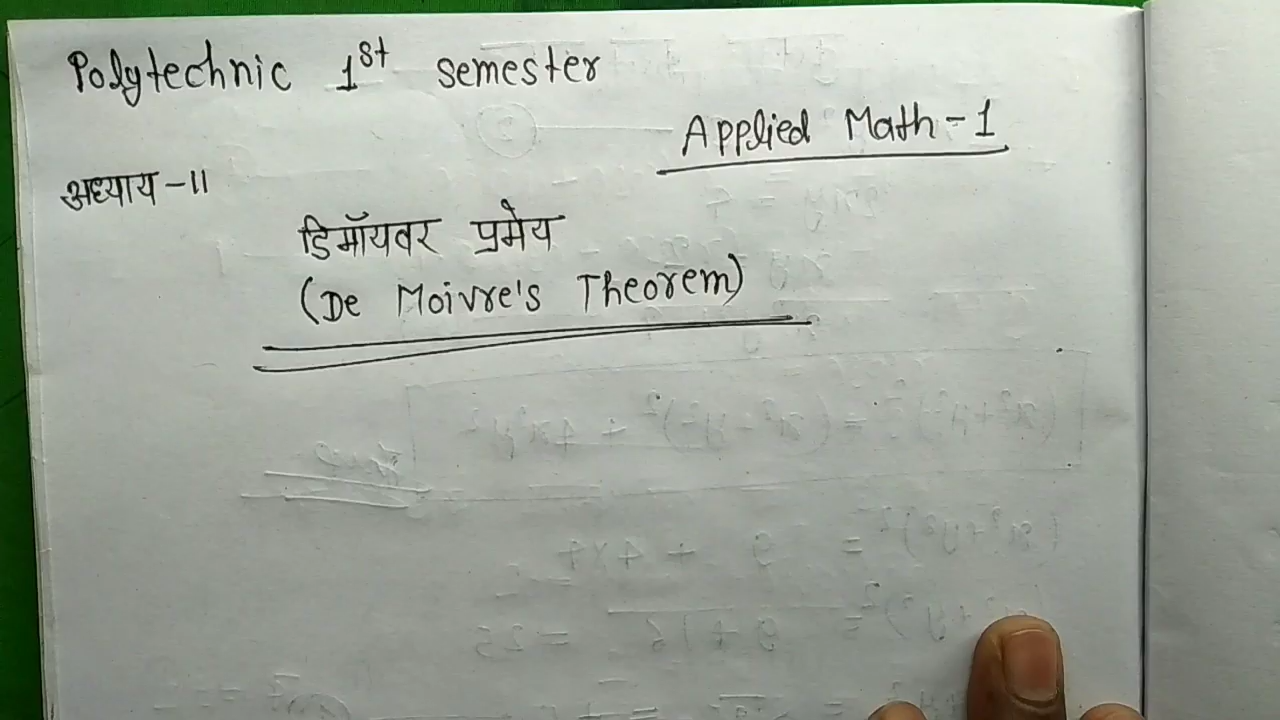 Polytechnic 1st semester
Applied Math-1
अध्याय -11
डिमॉयवर प्रमेय
(De Moivre's Theorem)